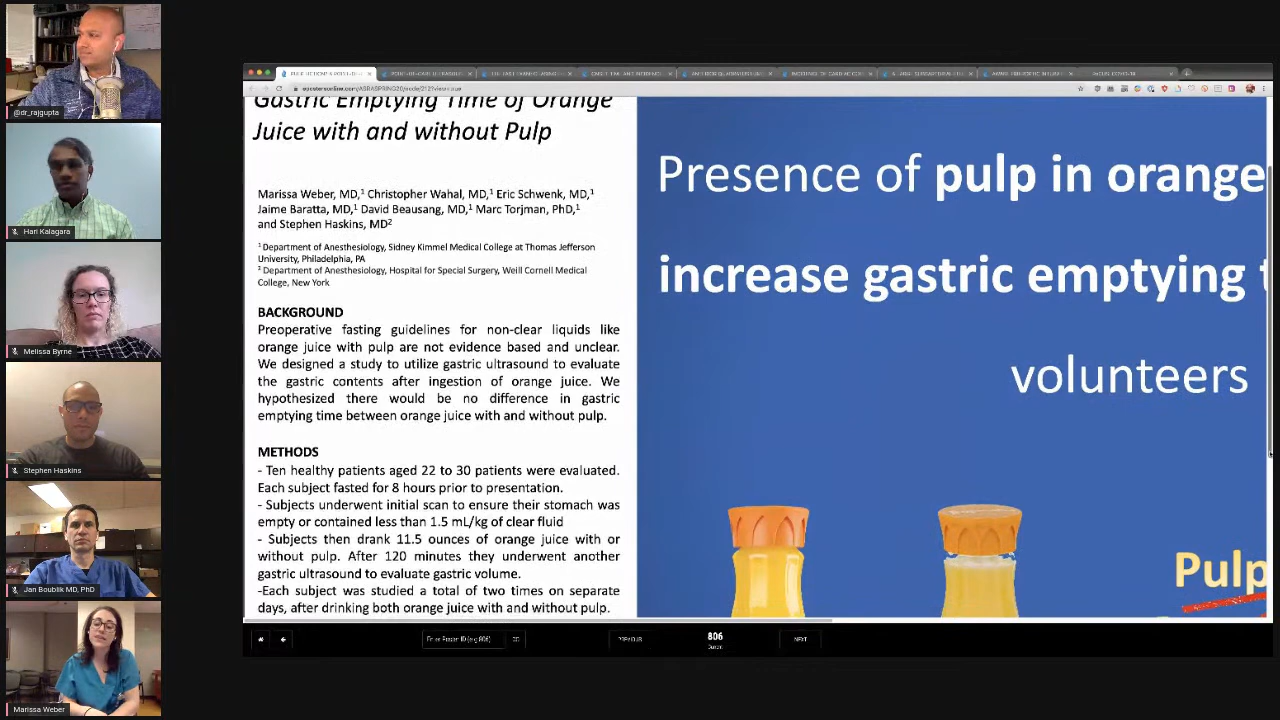 @dr_rajgupta
Hari Kalagara
Melissa Byrne
Stephen Haskins
Jan Boublik MD, PhD
Marissa Weber
Gastric Emptying Time of Orange
Juice with and without Pulp
Marissa Weber, MD,¹ Christopher Wahal, MD,¹ Eric Schwenk, MD,¹
Jaime Baratta, MD,¹ David Beausang, MD,¹ Marc Torjman, PhD,¹
and Stephen Haskins, MD²
¹ Department of Anesthesiology, Sidney Kimmel Medical College at Thomas Jefferson
University, Philadelphia, PA
² Department of Anesthesiology, Hospital for Special Surgery, Weill Cornell Medical
College, New York
BACKGROUND
Preoperative fasting guidelines for non-clear liquids like
orange juice with pulp are not evidence based and unclear.
We designed a study to utilize gastric ultrasound to evaluate
the gastric contents after ingestion of orange juice. We
hypothesized there would be no difference in gastric
emptying time between orange juice with and without pulp.
METHODS
- Ten healthy patients aged 22 to 30 patients were evaluated.
Each subject fasted for 8 hours prior to presentation.
- Subjects underwent initial scan to ensure their stomach was
empty or contained less than 1.5 mL/kg of clear fluid
- Subjects then drank 11.5 ounces of orange juice with or
without pulp. After 120 minutes they underwent another
gastric ultrasound to evaluate gastric volume.
-Each subject was studied a total of two times on separate
days, after drinking both orange juice with and without pulp.
Presence of pulp in orange
increase gastric emptying t
volunteers
Pulp
PREVIOUS
806
NEXT